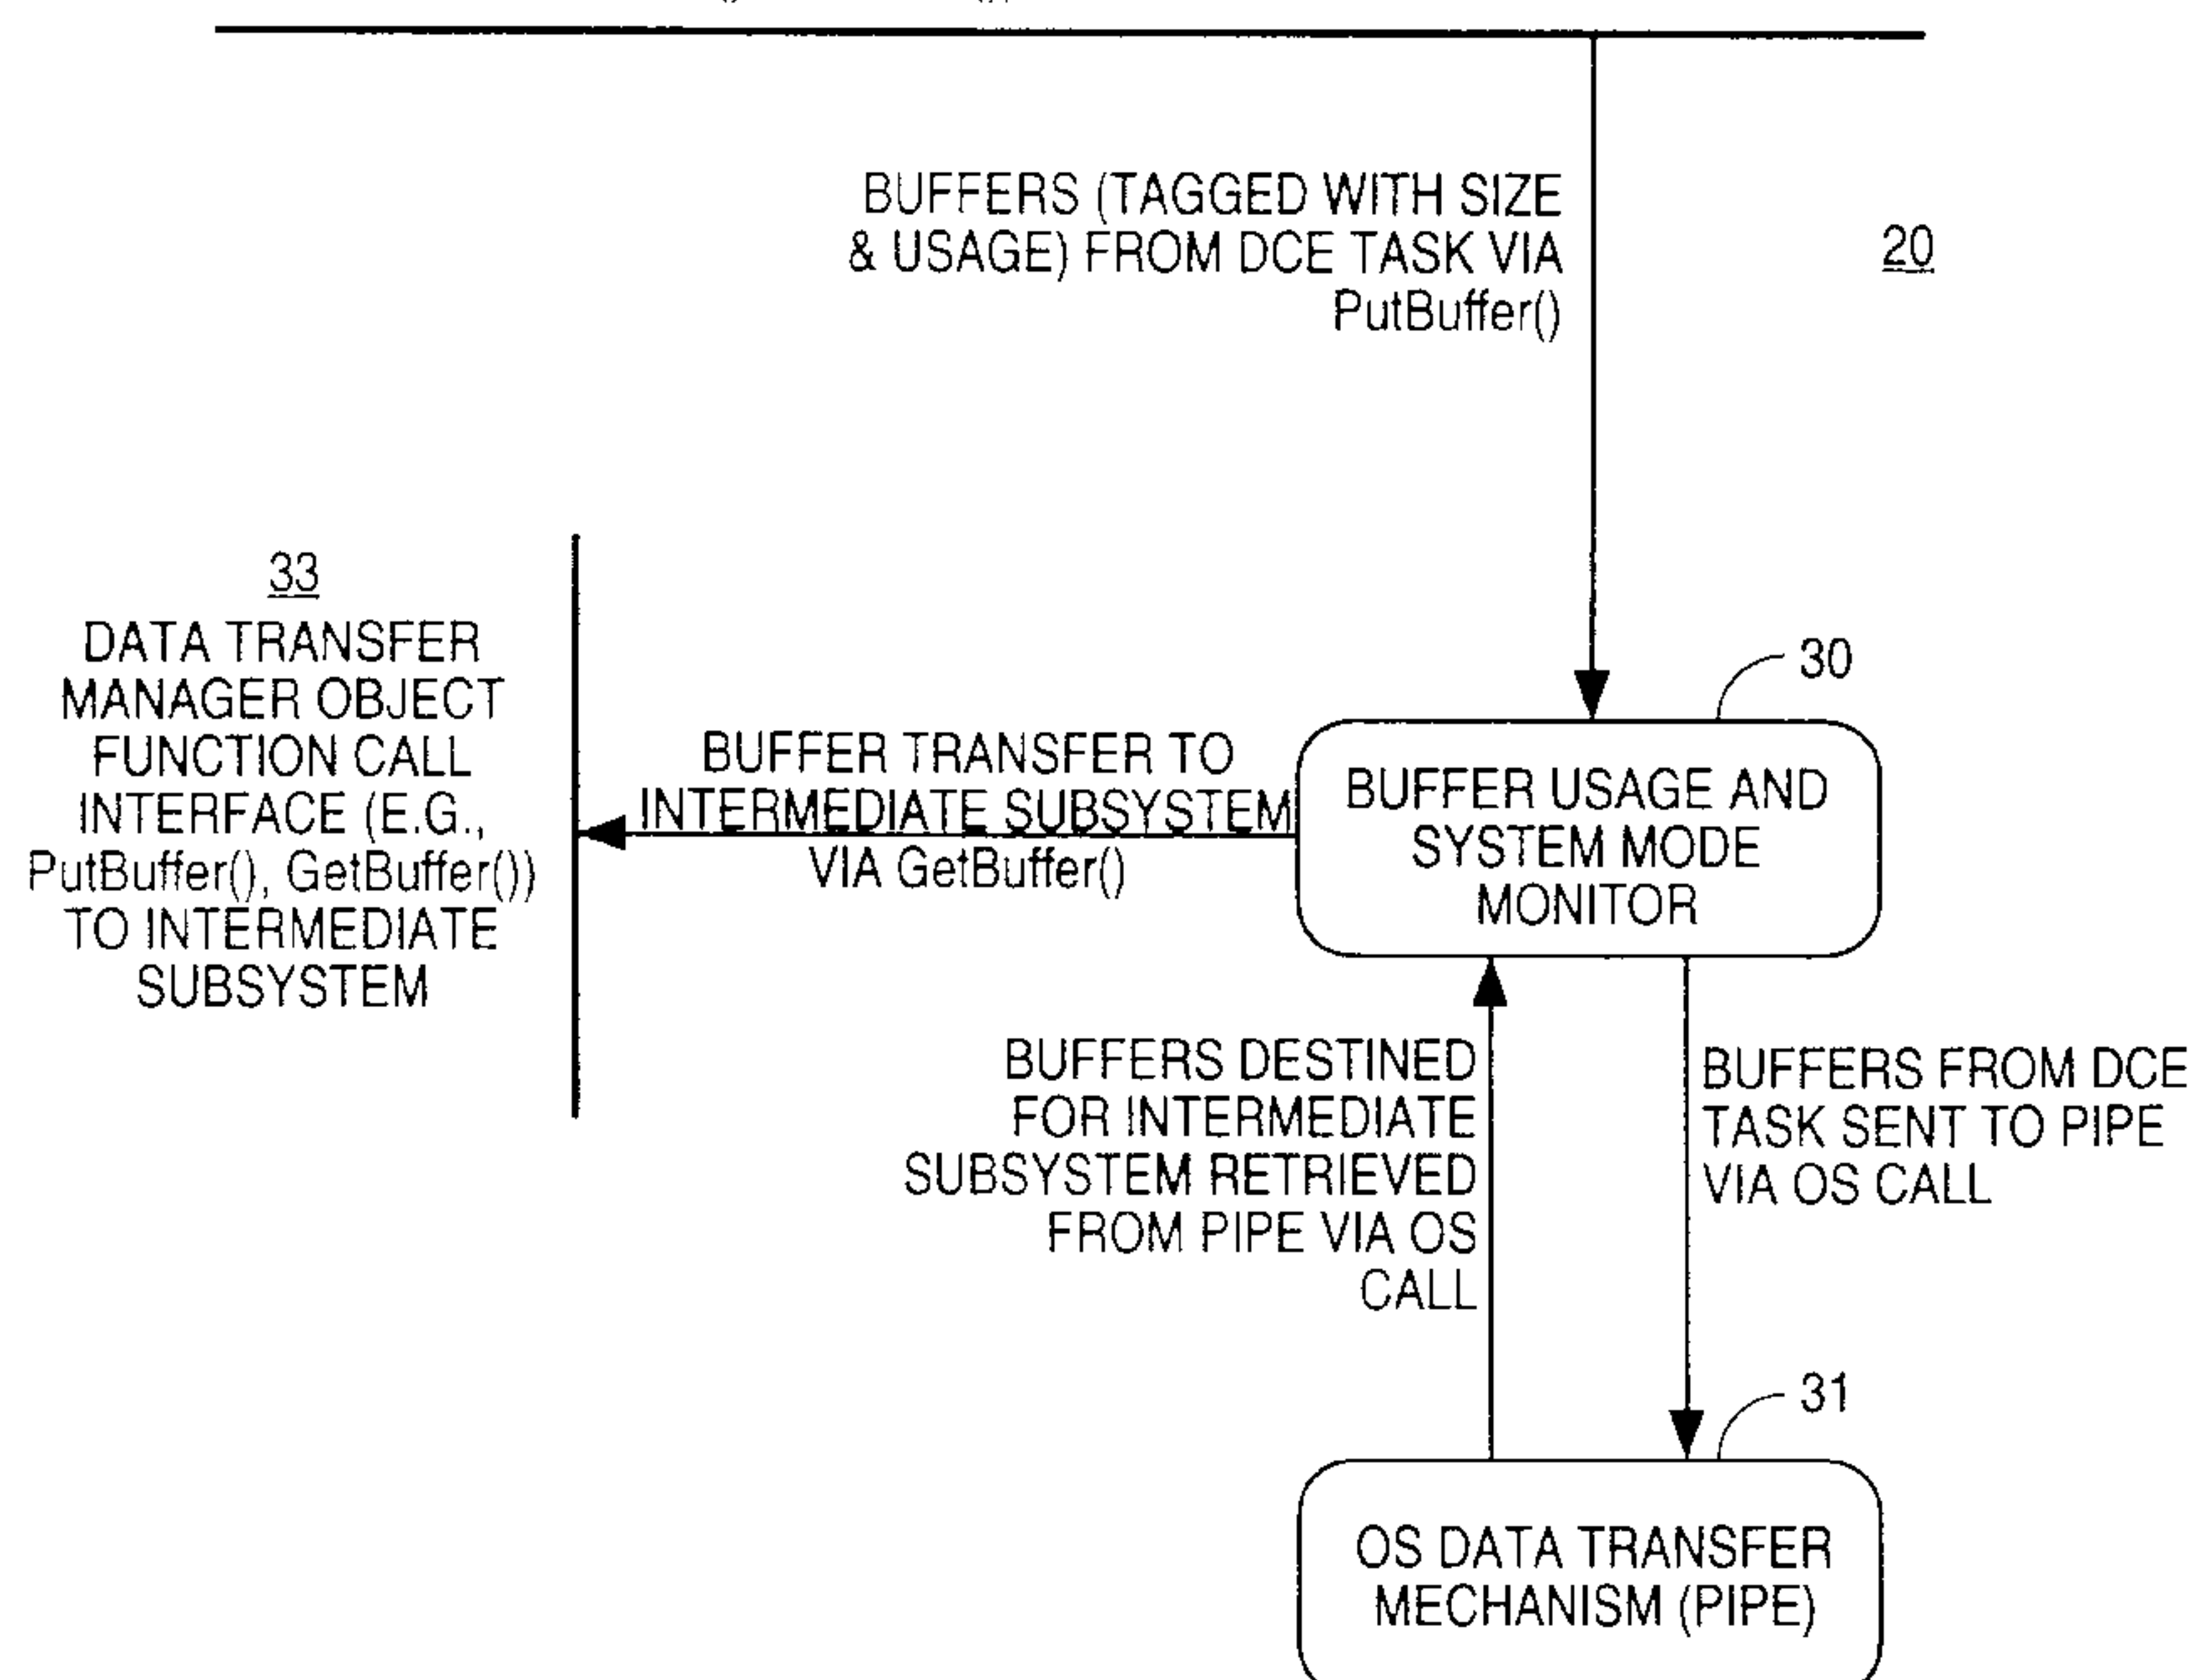 BUFFERS (TAGGED WITH SIZE
& USAGE) FROM DCE TASK VIA
PutBuffer()
20
33
DATA TRANSFER
MANAGER OBJECT
FUNCTION CALL
INTERFACE (E.G.,
PutBuffer(), GetBuffer())
TO INTERMEDIATE
SUBSYSTEM
BUFFER TRANSFER TO
INTERMEDIATE SUBSYSTEM
VIA GetBuffer()
30
BUFFER USAGE AND
SYSTEM MODE
MONITOR
BUFFERS DESTINED
FOR INTERMEDIATE
SUBSYSTEM RETRIEVED
FROM PIPE VIA OS
CALL
BUFFERS FROM DCE
TASK SENT TO PIPE
VIA OS CALL
31
OS DATA TRANSFER
MECHANISM (PIPE)